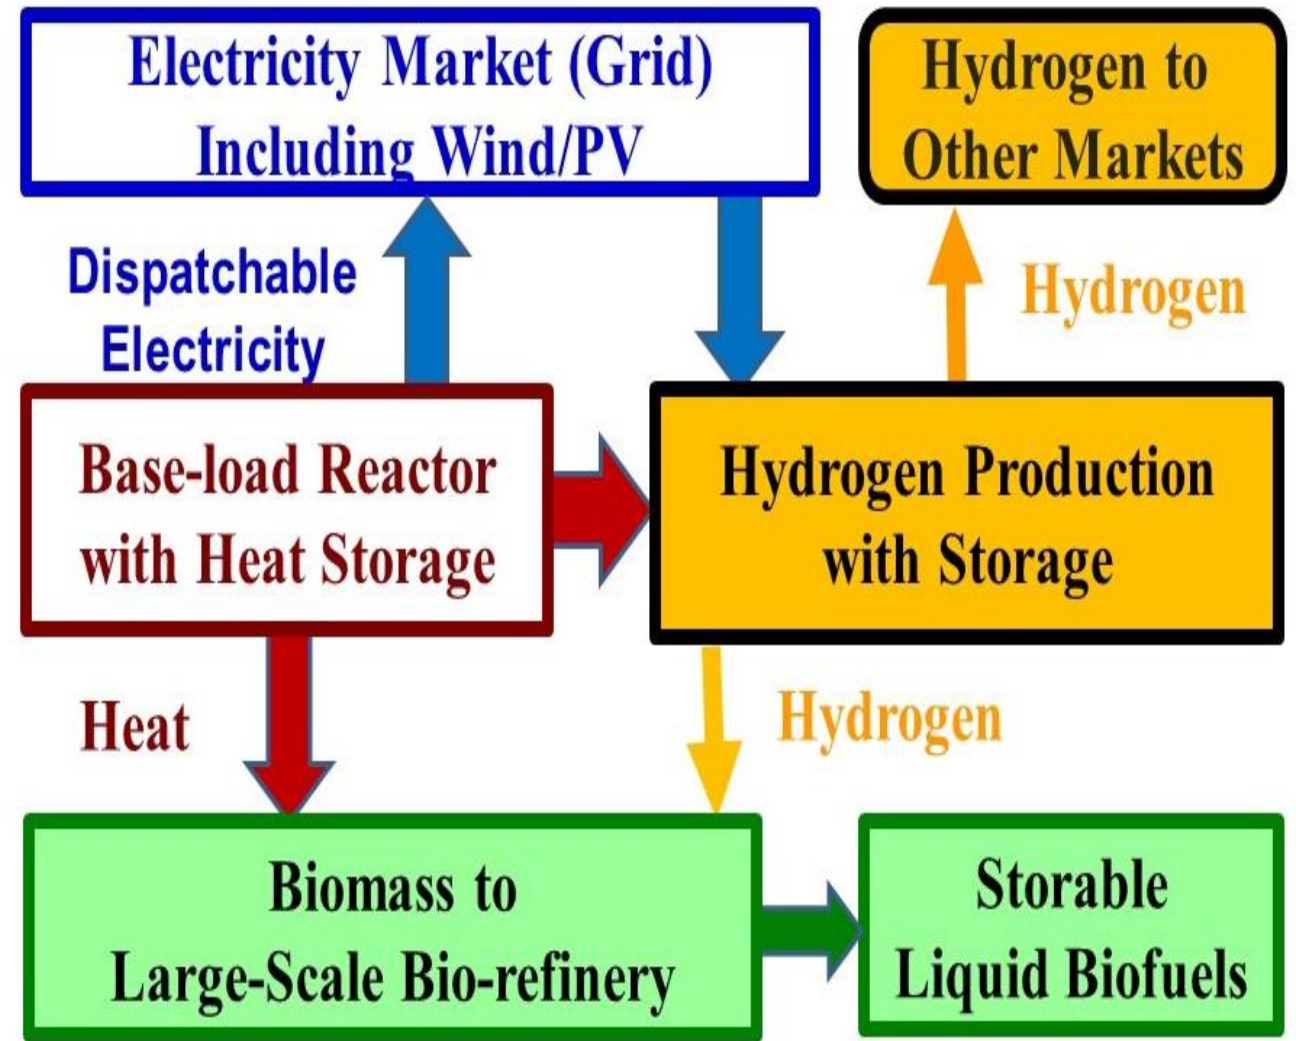 Electricity Market (Grid)
Including Wind/PV
Hydrogen to
Other Markets
Dispatchable
Electricity
Hydrogen
Base-load Reactor
with Heat Storage
Hydrogen Production
with Storage
Heat
Hydrogen
Biomass to
Large-Scale Bio-refinery
Storable
Liquid Biofuels